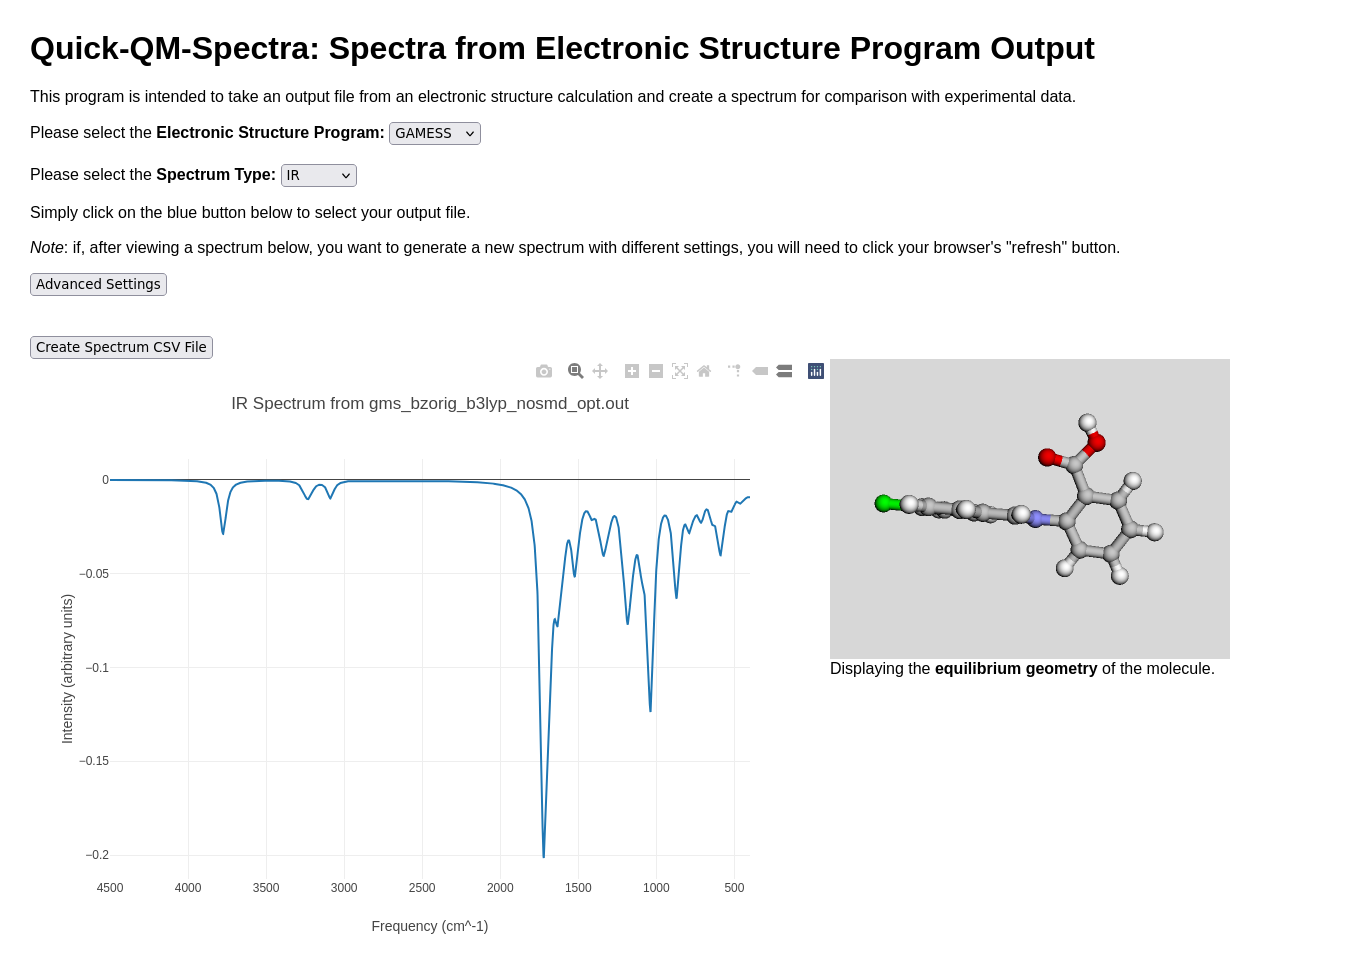 Quick-QM-Spectra: Spectra from Electronic Structure Program Output
This program is intended to take an output file from an electronic structure calculation and create a spectrum for comparison with experimental data.
Please select the Electronic Structure Program: GAMESS
Please select the Spectrum Type: IR
Simply click on the blue button below to select your output file.
Note: if, after viewing a spectrum below, you want to generate a new spectrum with different settings, you will need to click your browser's "refresh" button.
Advanced Settings
Create Spectrum CSV File
IR Spectrum from gms_bzorig_b3lyp_nosmd_opt.out
0
−0.05
−0.1
−0.15
−0.2
Intensity (arbitrary units)
4500 4000 3500 3000 2500 2000 1500 1000 500
Frequency (cm^-1)
Displaying the equilibrium geometry of the molecule.